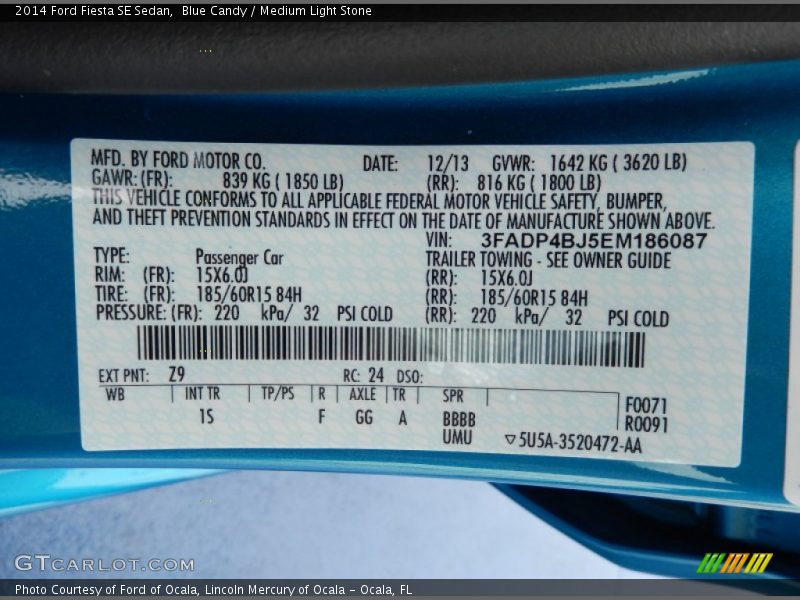 2014 Ford Fiesta SE Sedan, Blue Candy / Medium Light Stone
MFD. BY FORD MOTOR CO. DATE: 12/13 GVWR: 1642 KG ( 3620 LB)
GAWR: (FR): 839 KG ( 1850 LB) (RR): 816 KG ( 1800 LB)
THIS VEHICLE CONFORMS TO ALL APPLICABLE FEDERAL MOTOR VEHICLE SAFETY, BUMPER,
AND THEFT PREVENTION STANDARDS IN EFFECT ON THE DATE OF MANUFACTURE SHOWN ABOVE.
VIN: 3FADP4BJ5EM186087
TYPE: Passenger Car TRAILER TOWING - SEE OWNER GUIDE
RIM: (FR): 15X6.0J (RR): 15X6.0J
TIRE: (FR): 185/60R15 84H (RR): 185/60R15 84H
PRESSURE: (FR): 220 kPa/ 32 PSI COLD (RR): 220 kPa/ 32 PSI COLD
EXT PNT: Z9 RC: 24 DSO:
WB INT TR TP/PS R AXLE TR SPR F0071
1S F GG A BBBB R0091
UMU ▽5U5A-3520472-AA
GTCARLOT.COM
Photo Courtesy of Ford of Ocala, Lincoln Mercury of Ocala - Ocala, FL